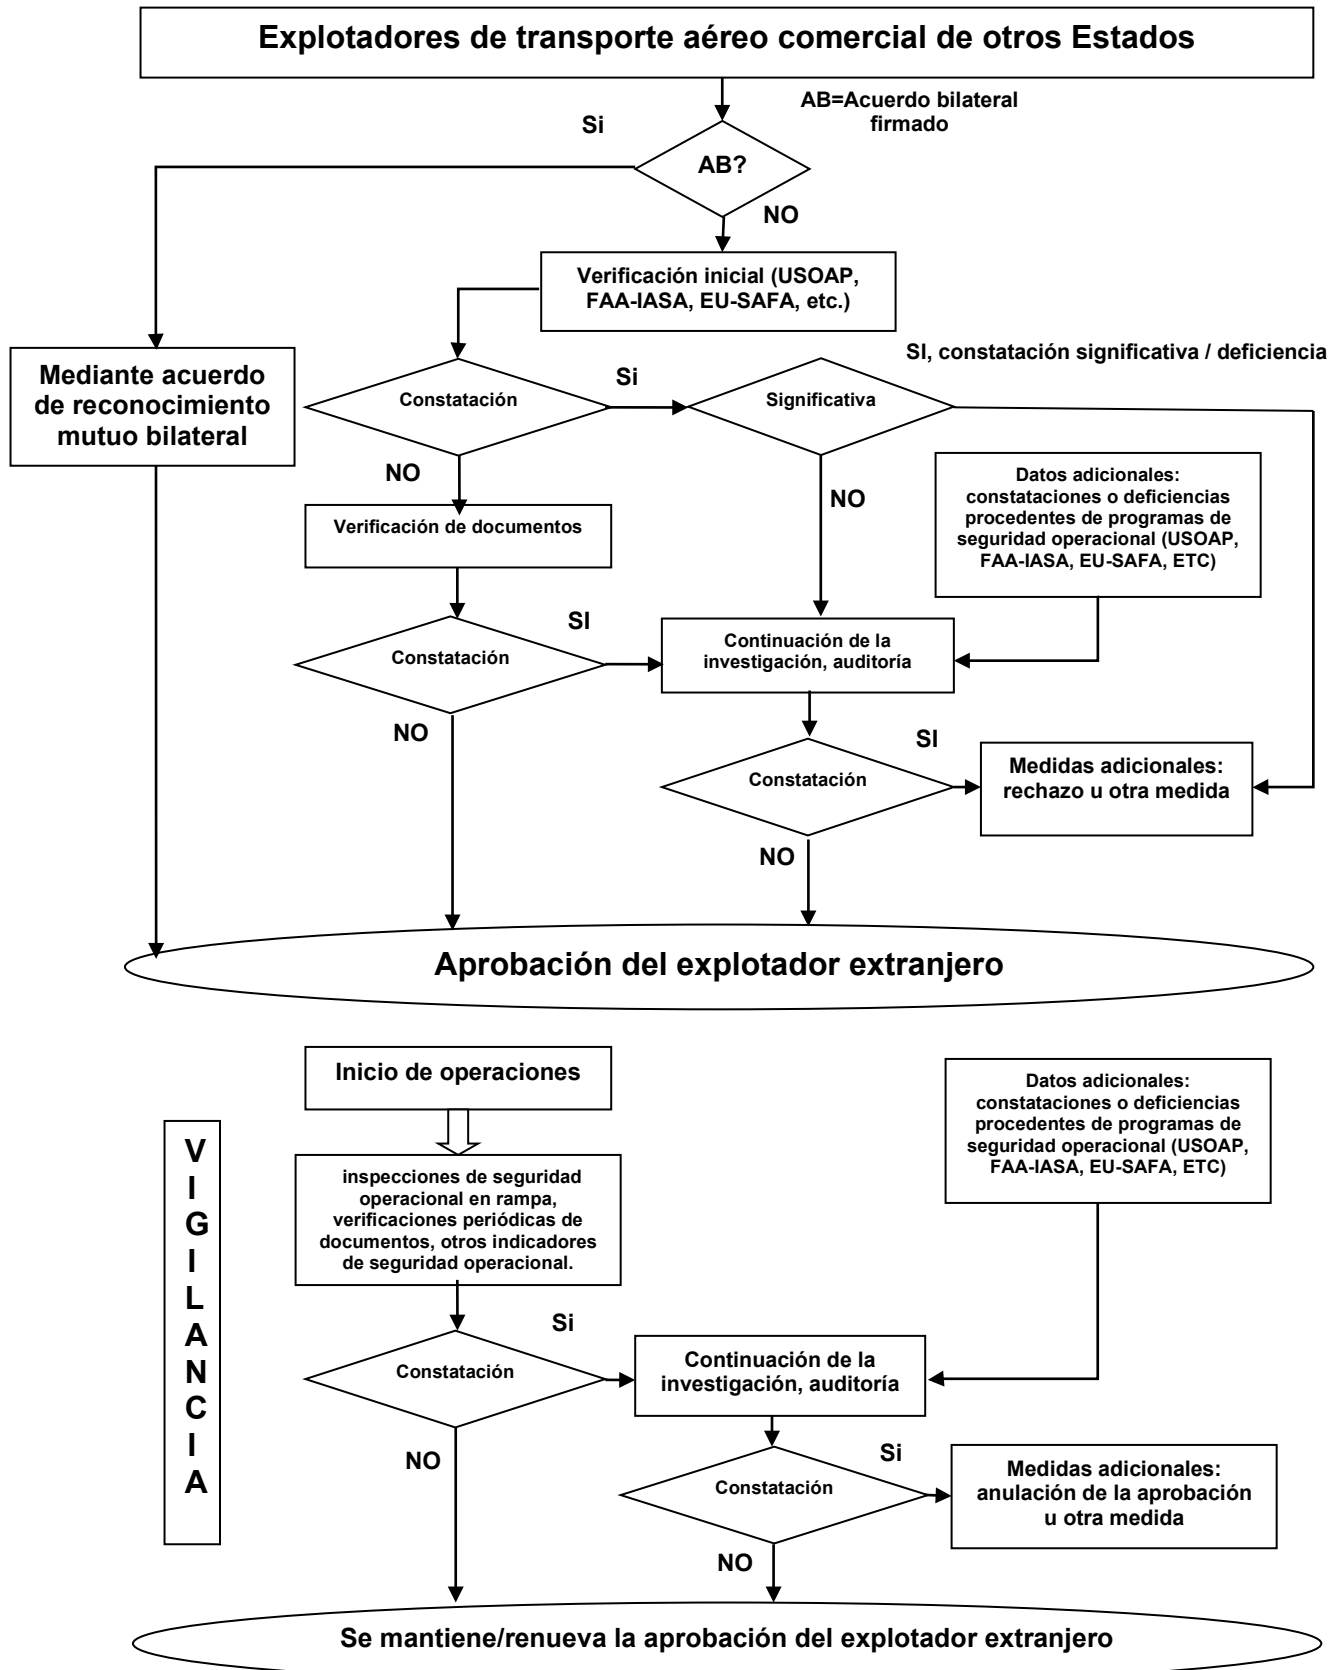 Explotadores de transporte aéreo comercial de otros Estados
AB=Acuerdo bilateral
firmado
Si
AB?
NO
Verificación inicial (USOAP,
FAA-IASA, EU-SAFA, etc.)
SI, constatación significativa / deficiencia
Mediante acuerdo
de reconocimiento
mutuo bilateral
Constatación
Si
Significativa
NO
NO
Datos adicionales:
constataciones o deficiencias
procedentes de programas de
seguridad operacional (USOAP,
FAA-IASA, EU-SAFA, ETC)
Verificación de documentos
Constatación
SI
Continuación de la
investigación, auditoría
NO
Constatación
SI
Medidas adicionales:
rechazo u otra medida
NO
Aprobación del explotador extranjero
Inicio de operaciones
Datos adicionales:
constataciones o deficiencias
procedentes de programas de
seguridad operacional (USOAP,
FAA-IASA, EU-SAFA, ETC)
V
I
G
I
L
A
N
C
I
A
inspecciones de seguridad
operacional en rampa,
verificaciones periódicas de
documentos, otros indicadores
de seguridad operacional.
Constatación
Si
Continuación de la
investigación, auditoría
NO
Constatación
Si
Medidas adicionales:
anulación de la aprobación
u otra medida
NO
Se mantiene/renueva la aprobación del explotador extranjero